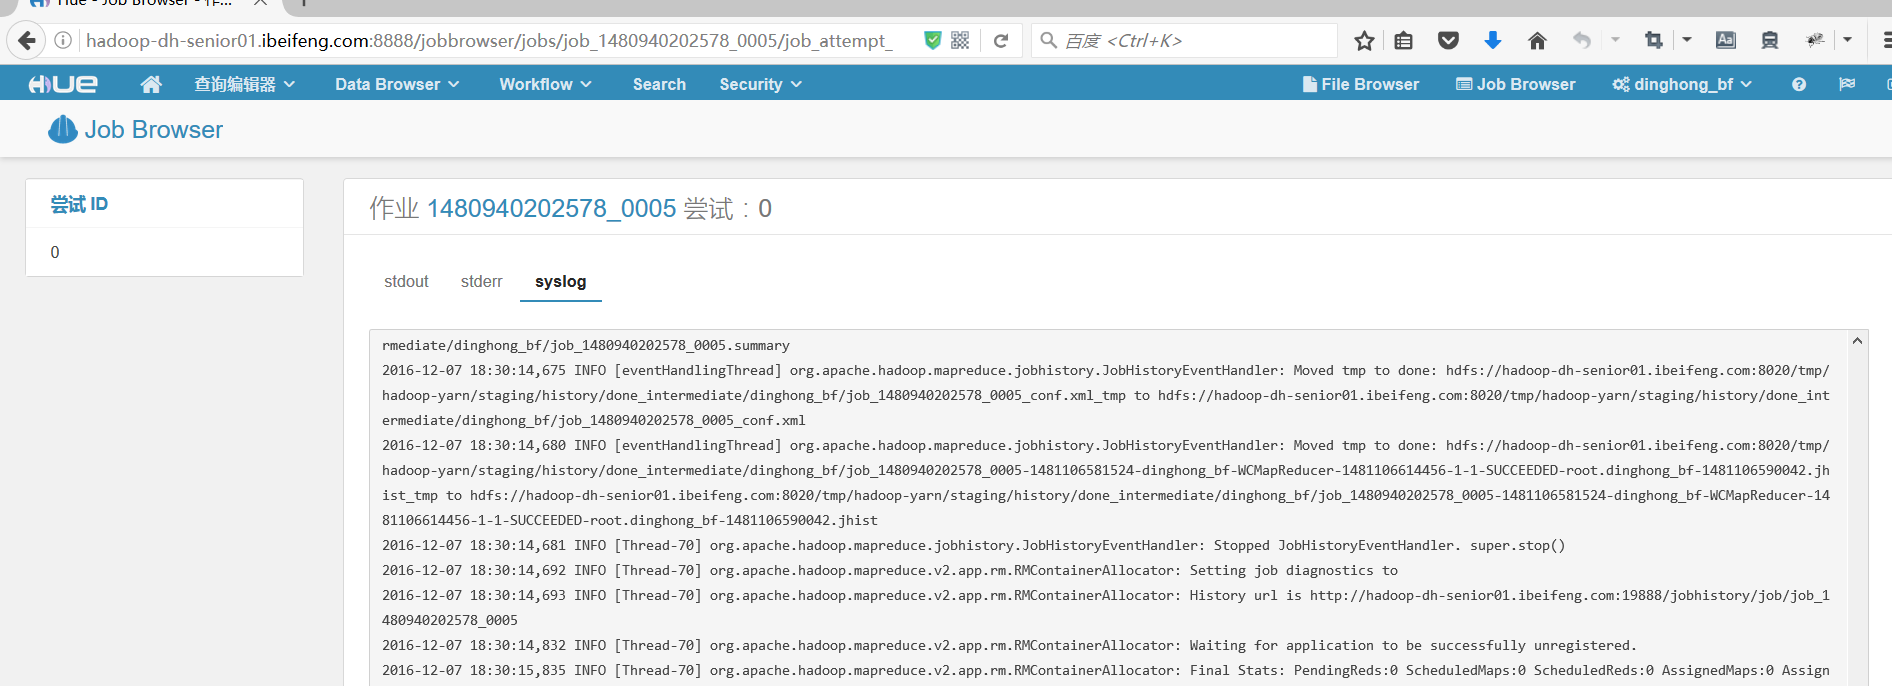 Hue - Job Browser - 作...
hadoop-dh-senior01.ibeifeng.com:8888/jobbrowser/jobs/job_1480940202578_0005/job_attempt_
百度 <Ctrl+K>
HUE 查询编辑器 Data Browser Workflow Search Security File Browser Job Browser dinghong_bf
Job Browser
尝试 ID
0
作业 1480940202578_0005 尝试：0
stdout stderr syslog
rmediate/dinghong_bf/job_1480940202578_0005.summary
2016-12-07 18:30:14,675 INFO [eventHandlingThread] org.apache.hadoop.mapreduce.jobhistory.JobHistoryEventHandler: Moved tmp to done: hdfs://hadoop-dh-senior01.ibeifeng.com:8020/tmp/
hadoop-yarn/staging/history/done_intermediate/dinghong_bf/job_1480940202578_0005_conf.xml_tmp to hdfs://hadoop-dh-senior01.ibeifeng.com:8020/tmp/hadoop-yarn/staging/history/done_int
ermediate/dinghong_bf/job_1480940202578_0005_conf.xml
2016-12-07 18:30:14,680 INFO [eventHandlingThread] org.apache.hadoop.mapreduce.jobhistory.JobHistoryEventHandler: Moved tmp to done: hdfs://hadoop-dh-senior01.ibeifeng.com:8020/tmp/
hadoop-yarn/staging/history/done_intermediate/dinghong_bf/job_1480940202578_0005-1481106581524-dinghong_bf-WCMapReducer-1481106614456-1-1-SUCCEEDED-root.dinghong_bf-1481106590042.jh
ist_tmp to hdfs://hadoop-dh-senior01.ibeifeng.com:8020/tmp/hadoop-yarn/staging/history/done_intermediate/dinghong_bf/job_1480940202578_0005-1481106581524-dinghong_bf-WCMapReducer-14
81106614456-1-1-SUCCEEDED-root.dinghong_bf-1481106590042.jhist
2016-12-07 18:30:14,681 INFO [Thread-70] org.apache.hadoop.mapreduce.jobhistory.JobHistoryEventHandler: Stopped JobHistoryEventHandler. super.stop()
2016-12-07 18:30:14,692 INFO [Thread-70] org.apache.hadoop.mapreduce.v2.app.rm.RMContainerAllocator: Setting job diagnostics to
2016-12-07 18:30:14,693 INFO [Thread-70] org.apache.hadoop.mapreduce.v2.app.rm.RMContainerAllocator: History url is http://hadoop-dh-senior01.ibeifeng.com:19888/jobhistory/job/job_1
480940202578_0005
2016-12-07 18:30:14,832 INFO [Thread-70] org.apache.hadoop.mapreduce.v2.app.rm.RMContainerAllocator: Waiting for application to be successfully unregistered.
2016-12-07 18:30:15,835 INFO [Thread-70] org.apache.hadoop.mapreduce.v2.app.rm.RMContainerAllocator: Final Stats: PendingReds:0 ScheduledMaps:0 ScheduledReds:0 AssignedMaps:0 Assign